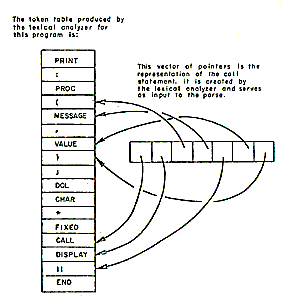 The token table produced by
the lexical analyzer for
this program is:
This vector of pointers is the
representation of the call
statement. It is created by
the lexical analyzer and serves
as input to the parse.
PRINT
:
PROC
(
MESSAGE
,
VALUE
)
;
DCL
CHAR
*
FIXED
CALL
DISPLAY
||
END